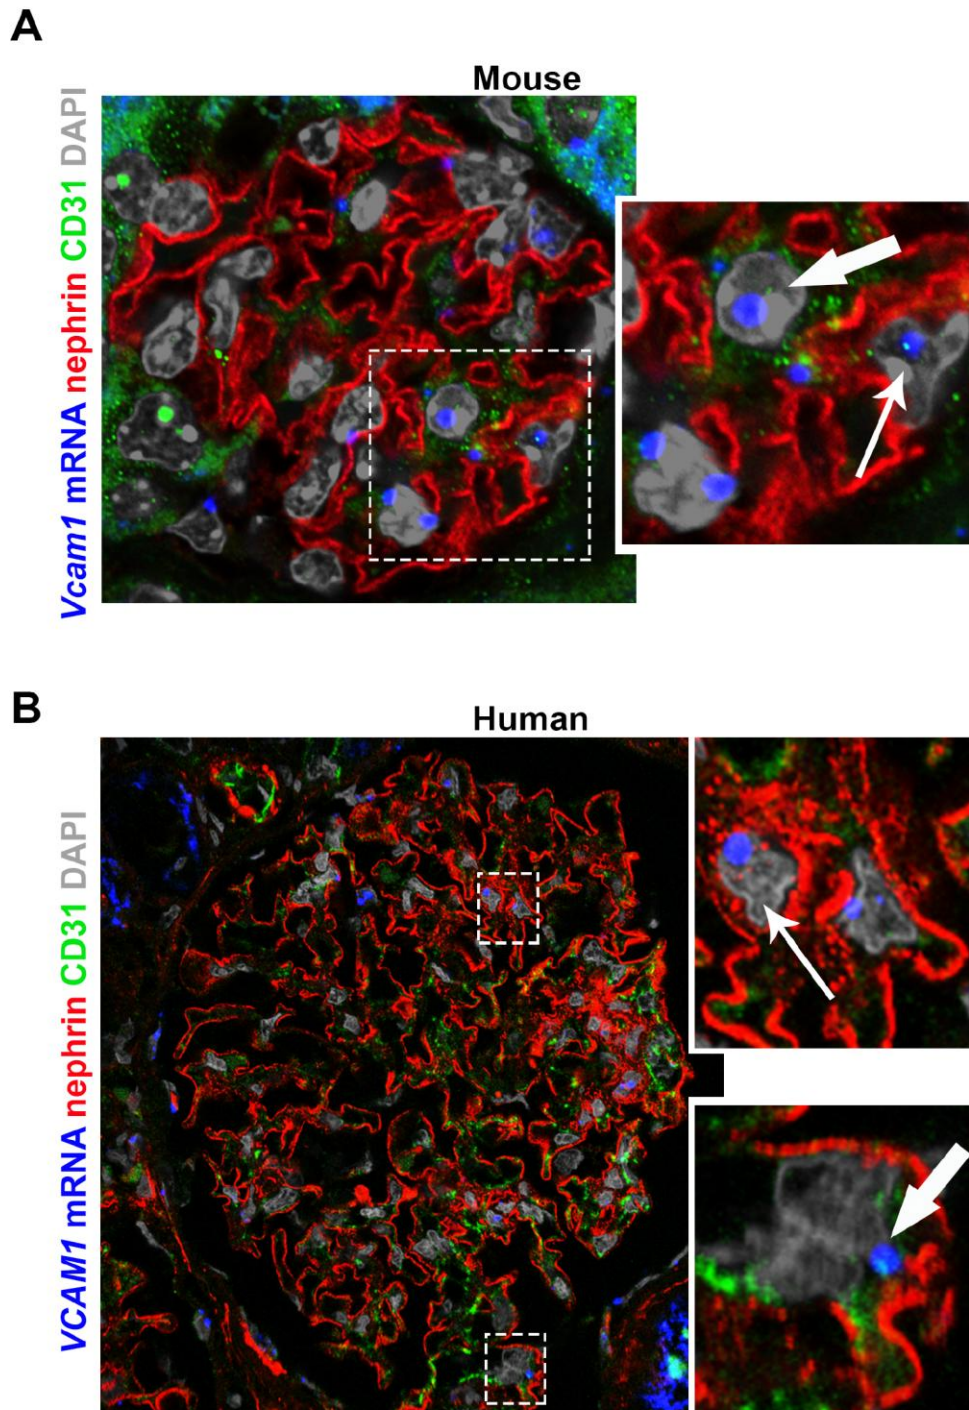 A
Mouse
Vcam1 mRNA nephrin CD31 DAPI
B
Human
VCAM1 mRNA nephrin CD31 DAPI